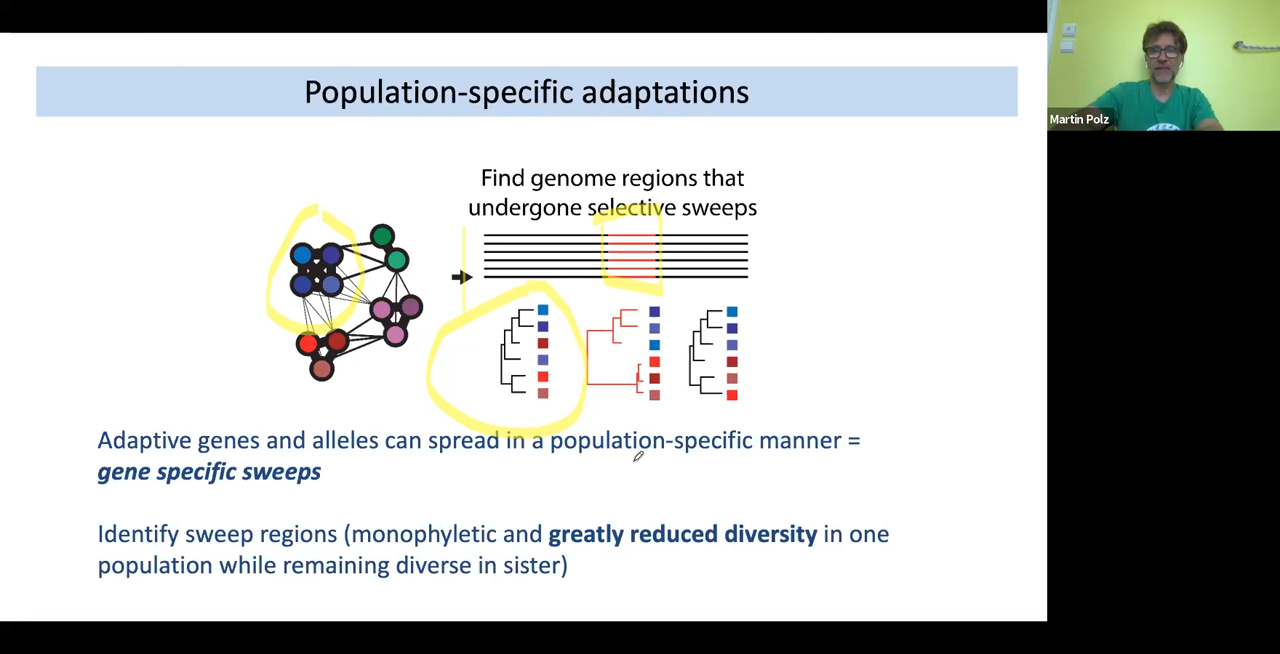 Population-specific adaptations
Martin Polz
Find genome regions that
undergone selective sweeps
Adaptive genes and alleles can spread in a population-specific manner =
gene specific sweeps
Identify sweep regions (monophyletic and greatly reduced diversity in one
population while remaining diverse in sister)